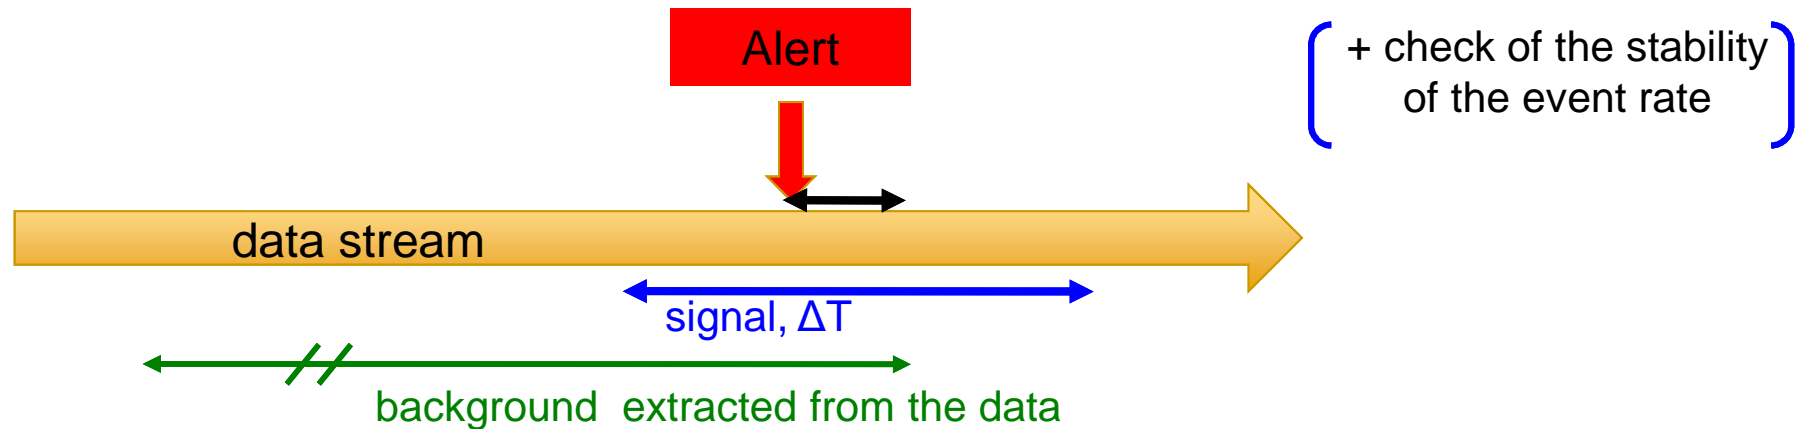 Alert
+ check of the stability
of the event rate
data stream
signal, ΔT
background extracted from the data